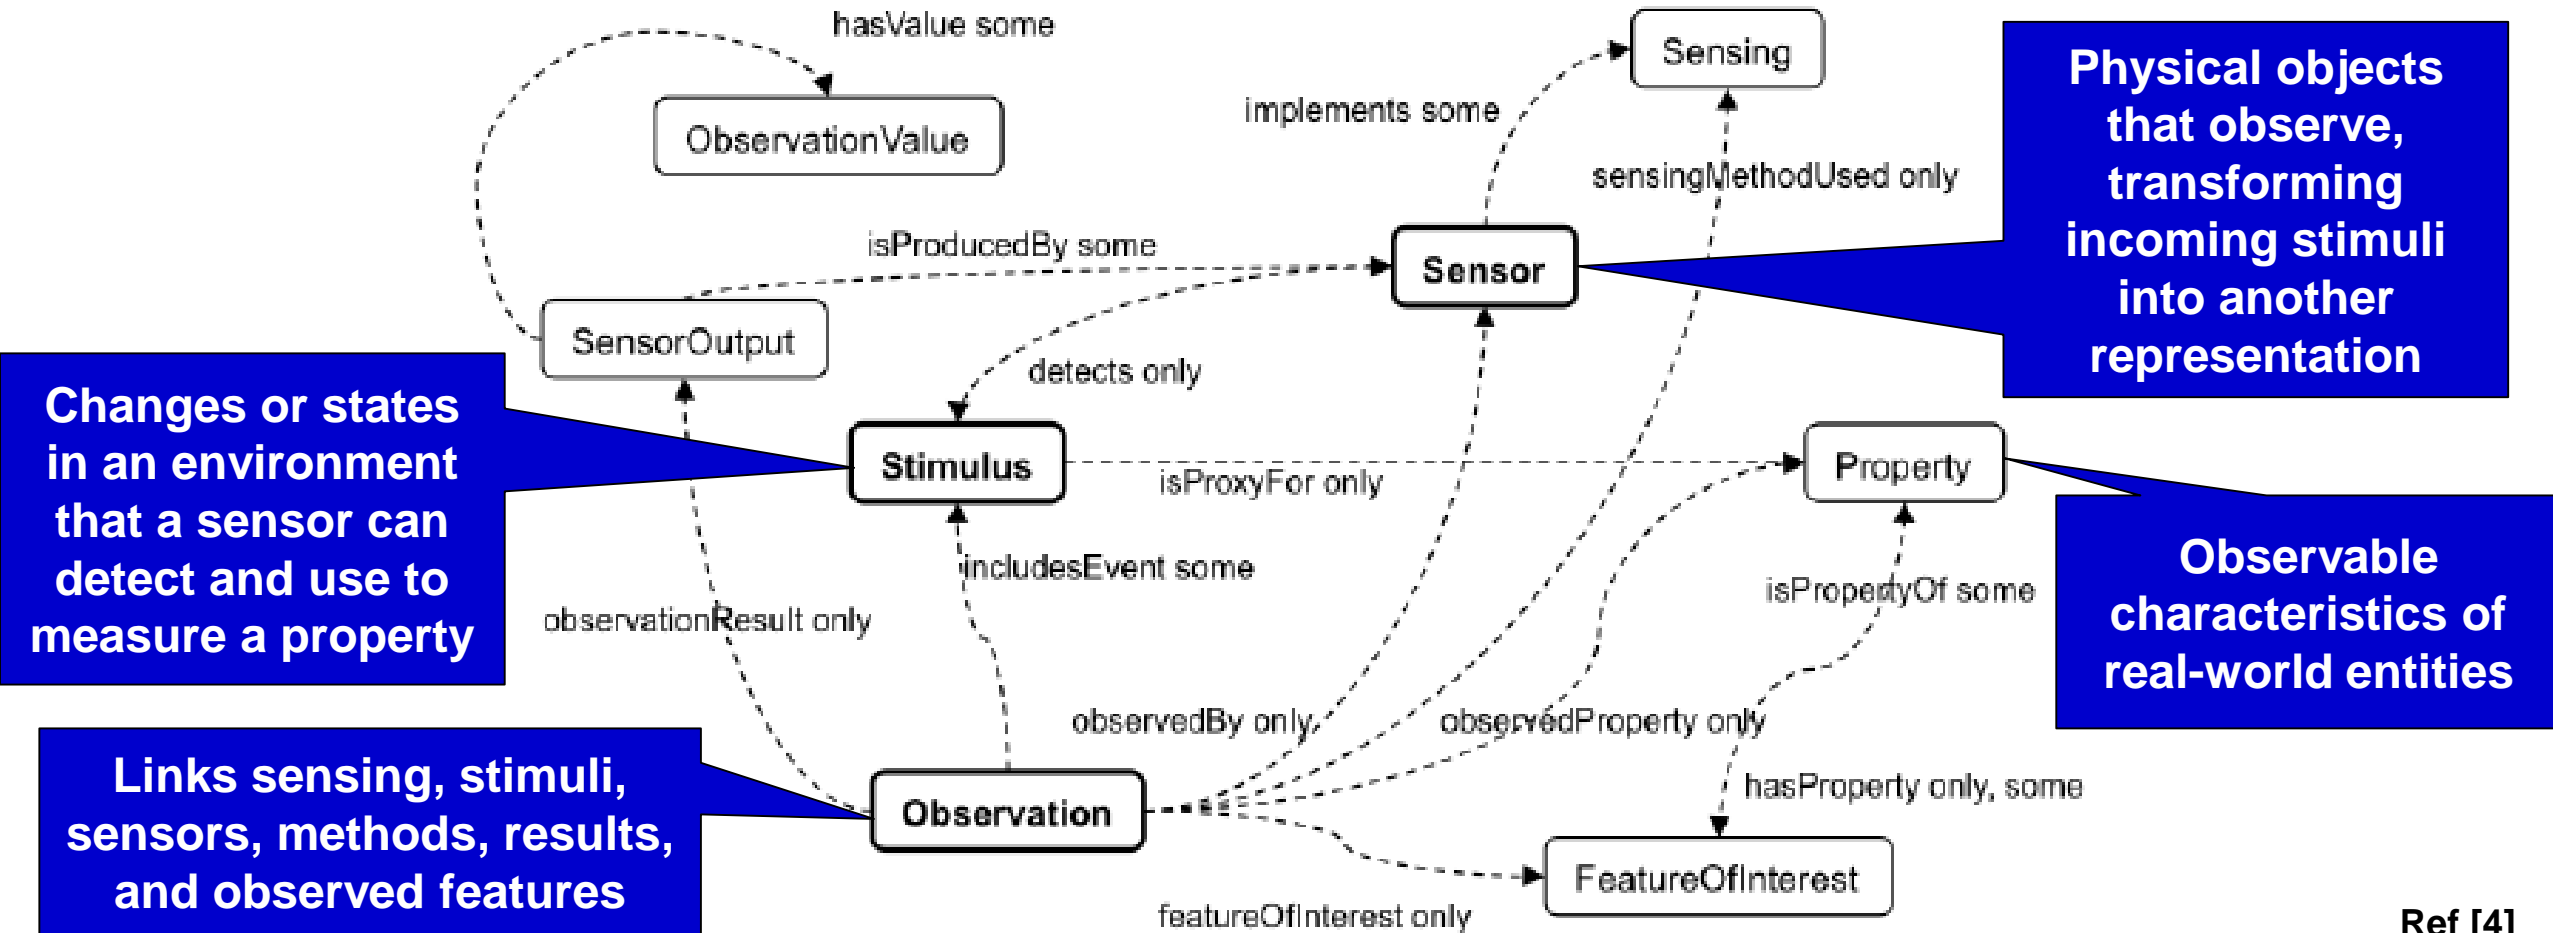 hasValue some
ObservationValue
implements some
Sensing
sensingMethodUsed only
Physical objects
that observe,
transforming
incoming stimuli
into another
representation
isProducedBy some
Sensor
SensorOutput
detects only
Changes or states
in an environment
that a sensor can
detect and use to
measure a property
Stimulus
isProxyFor only
Property
includesEvent some
isPropertyOf some
observationResult only
Observable
characteristics of
real-world entities
observedBy only
observedProperty only
Links sensing, stimuli,
sensors, methods, results,
and observed features
Observation
hasProperty only, some
FeatureOfInterest
featureOfInterest only
Ref [4]